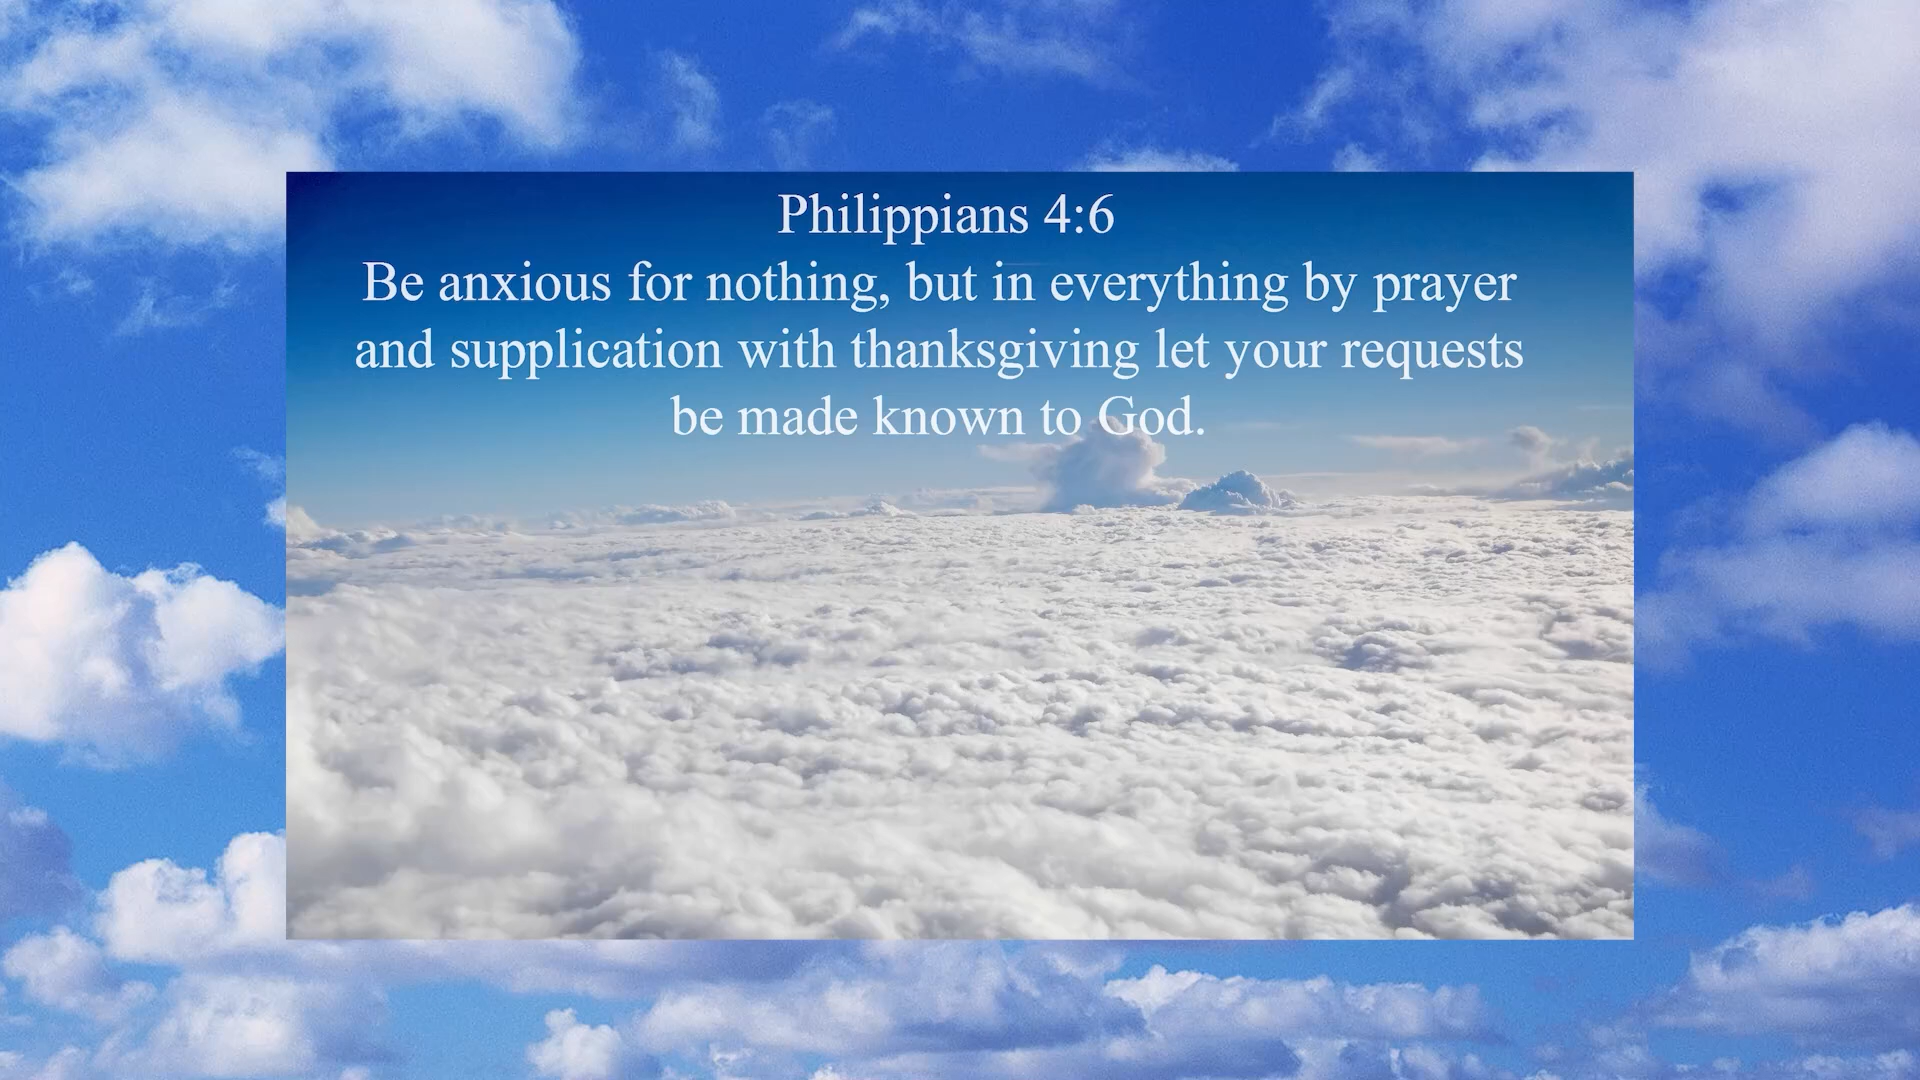 Philippians 4:6
Be anxious for nothing, but in everything by prayer
and supplication with thanksgiving let your requests
be made known to God.